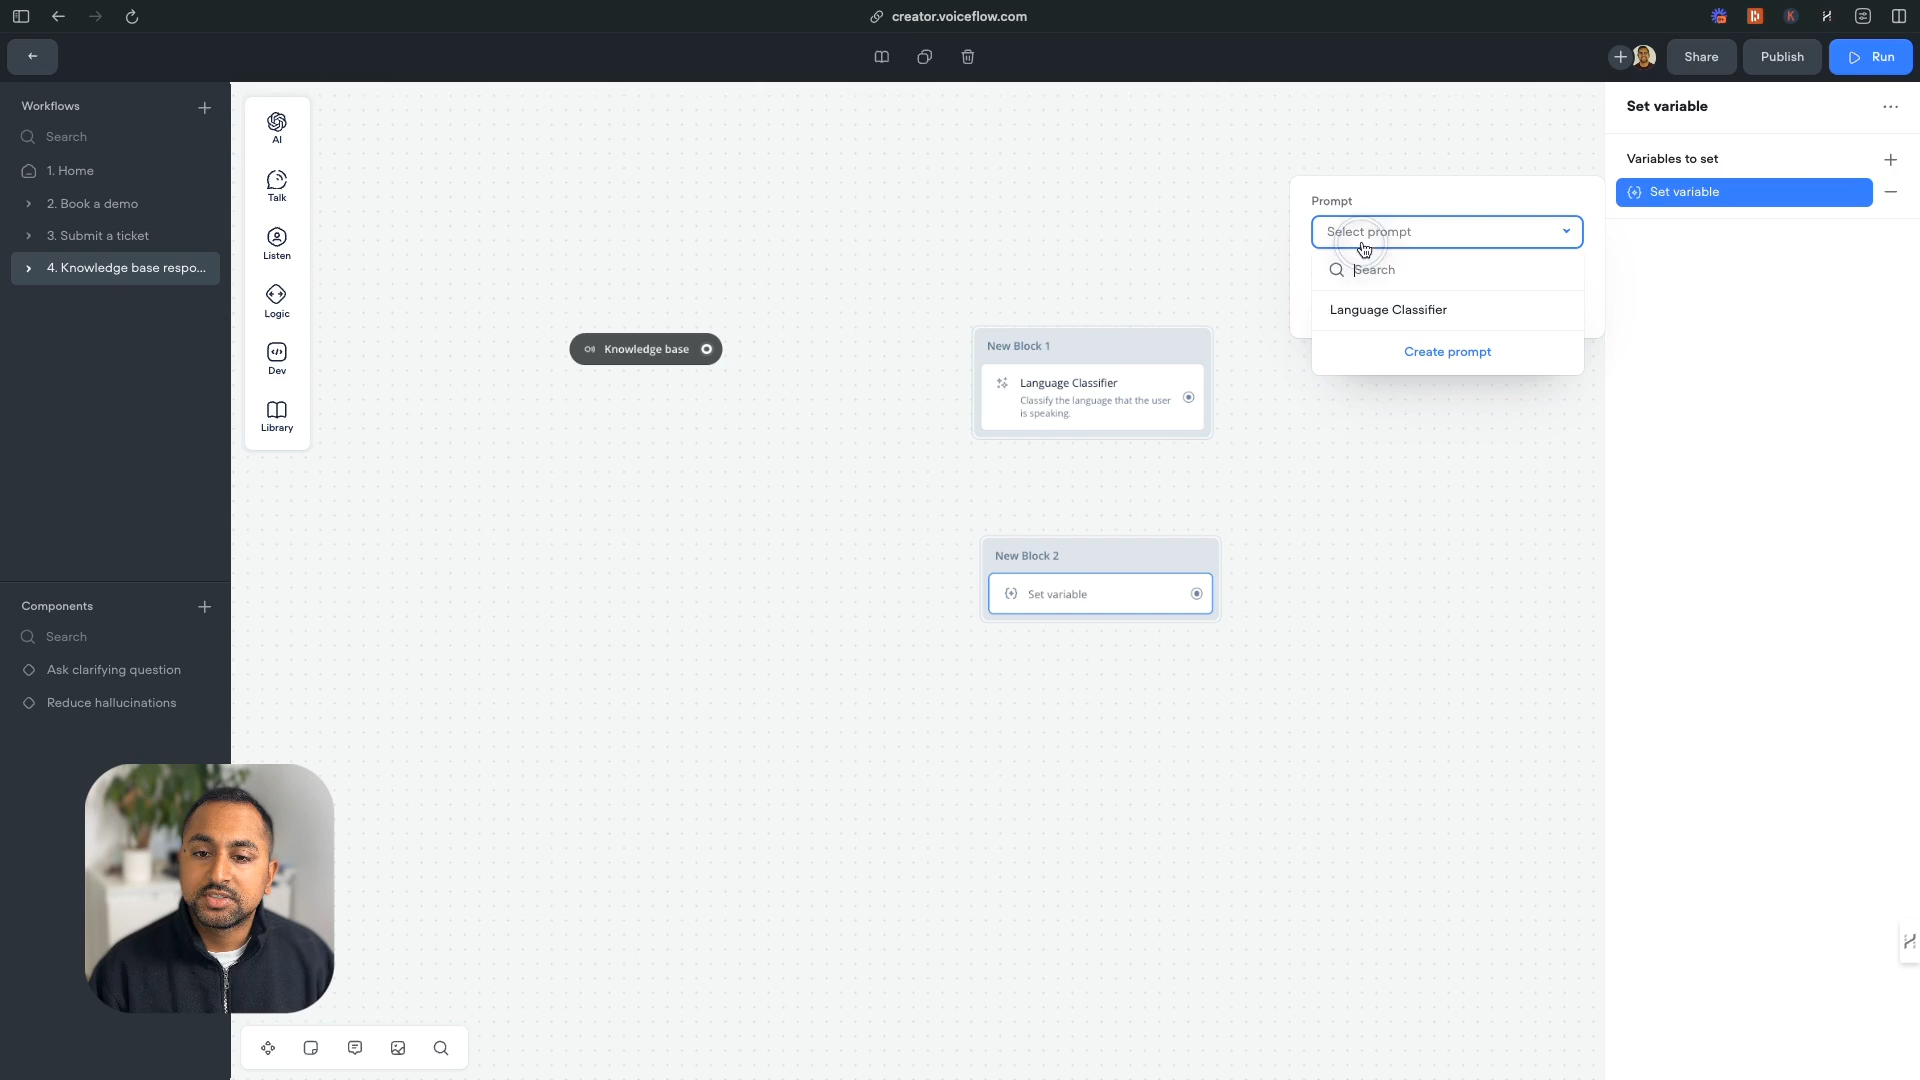 creator.voiceflow.com
Share
Publish
Run
Workflows
Search
1. Home
2. Book a demo
3. Submit a ticket
4. Knowledge base respo...
Components
Search
Ask clarifying question
Reduce hallucinations
AI
Talk
Listen
Logic
Dev
Library
Knowledge base
New Block 1
Language Classifier
Classify the language that the user
is speaking.
New Block 2
Set variable
Prompt
Select prompt
Search
Language Classifier
Create prompt
Set variable
Variables to set
Set variable